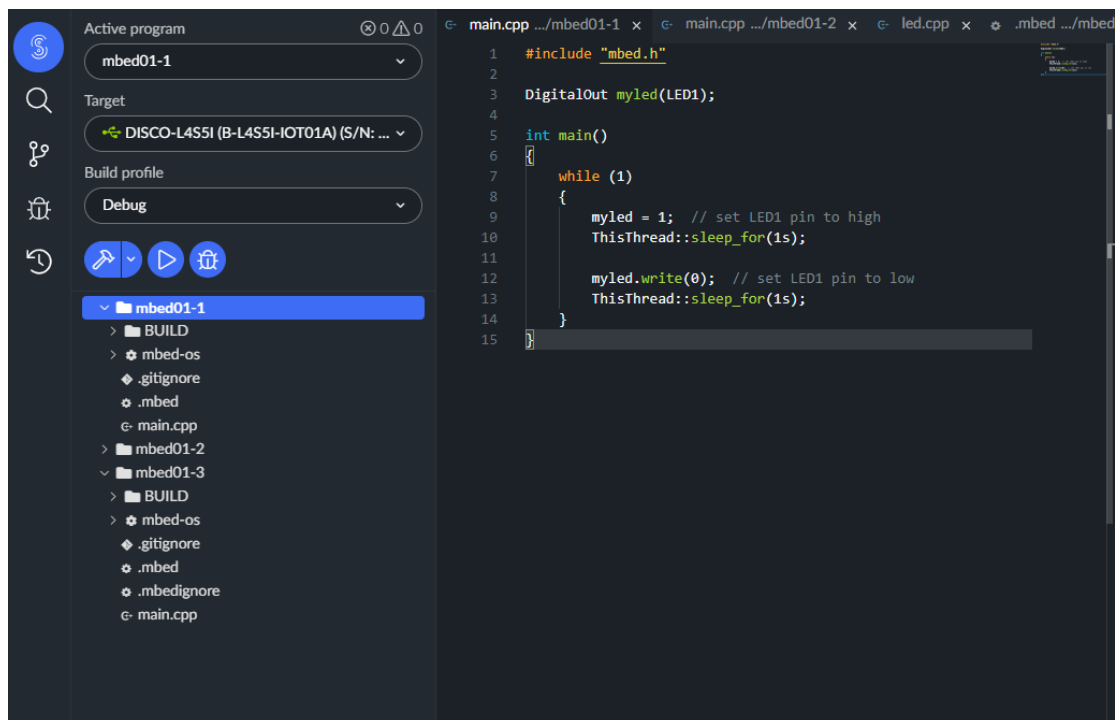 Active program
0 0
mbed01-1
Target
DISCO-L4S5I (B-L4S5I-IOT01A) (S/N: ...
Build profile
Debug
mbed01-1
BUILD
mbed-os
.gitignore
.mbed
main.cpp
mbed01-2
mbed01-3
BUILD
mbed-os
.gitignore
.mbed
.mbedignore
main.cpp
main.cpp .../mbed01-1 main.cpp .../mbed01-2 led.cpp .mbed .../mbed
1 #include "mbed.h"
2
3 DigitalOut myled(LED1);
4
5 int main()
6 {
7 while (1)
8 {
9 myled = 1; // set LED1 pin to high
10 ThisThread::sleep_for(1s);
11
12 myled.write(0); // set LED1 pin to low
13 ThisThread::sleep_for(1s);
14 }
15 }